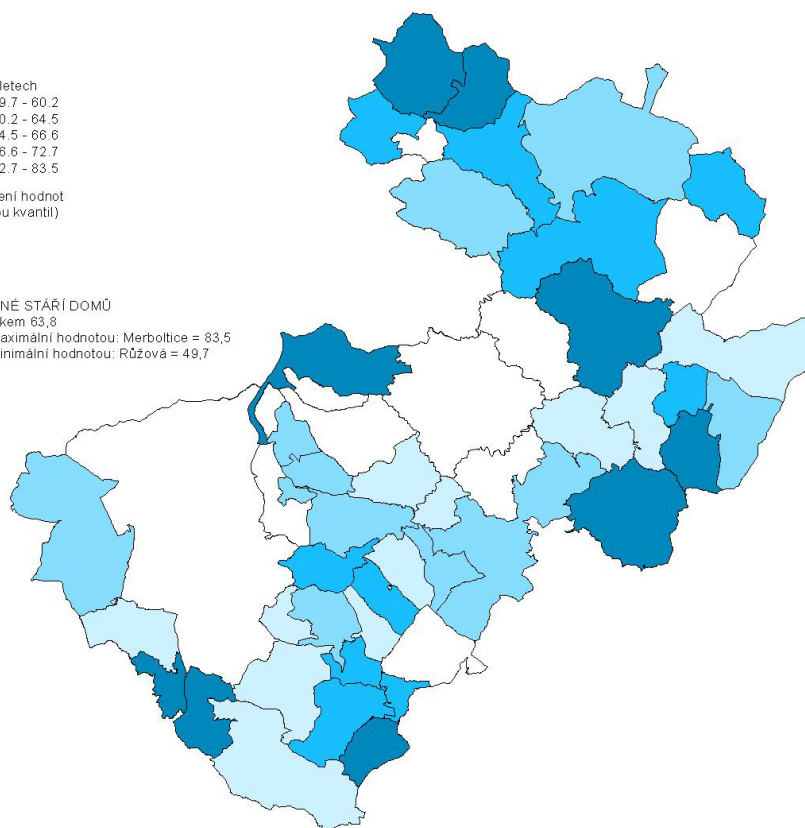 letech
9.7 - 60.2
0.2 - 64.5
4.5 - 66.6
6.6 - 72.7
2.7 - 83.5
ení hodnot
ou kvantil)
NÉ STÁŘÍ DOMŮ
kem 63,8
aximální hodnotou: Merboltice = 83,5
inimální hodnotou: Růžová = 49,7